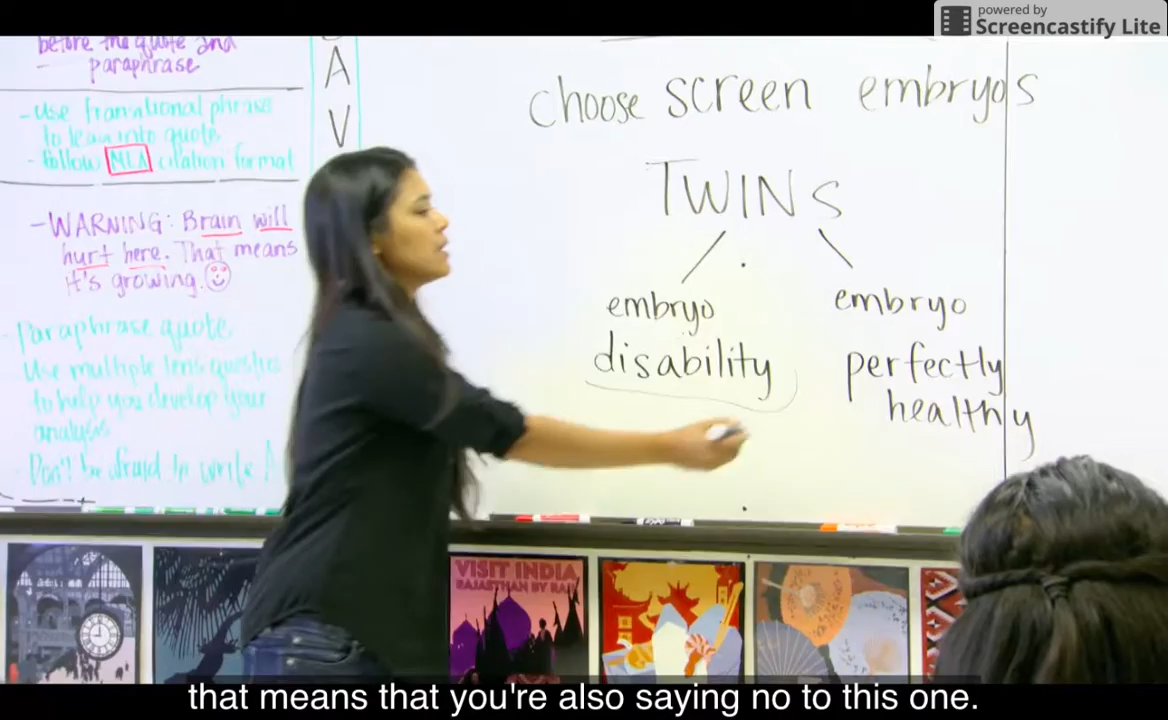 powered by
Screencastify Lite
before the quote and
paraphrase
A
V
- use transitional phrase
to lean into quote
- follow MLA citation format
- WARNING: Brain will
hurt here. That means
it's growing.
Paraphrase quote
Use multiple lens
to help you develop your
analysis
Don't be afraid to write
choose screen embryos
TWINS
embryo
disability
embryo
perfectly
healthy
VISIT INDIA
RAJASTHAN BY RAIL
that means that you're also saying no to this one.